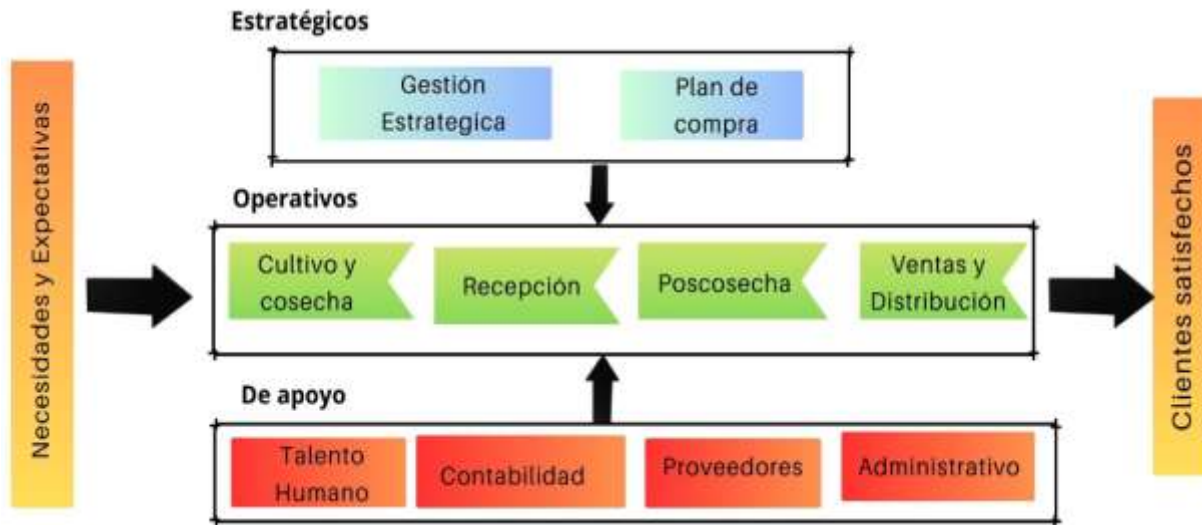 Estratégicos
Gestión
Estrategica
Plan de
compra
Necesidades y Expectativas
Operativos
Cultivo y
cosecha
Recepción
Poscosecha
Ventas y
Distribución
Clientes satisfechos
De apoyo
Talento
Humano
Contabilidad
Proveedores
Administrativo